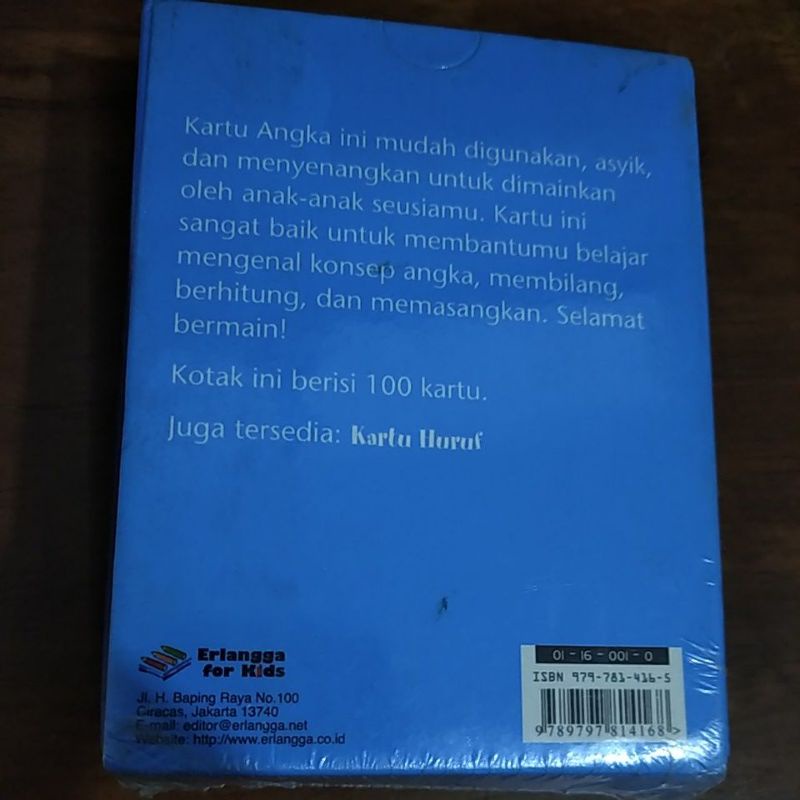 Kartu Angka ini mudah digunakan, asyik,
dan menyenangkan untuk dimainkan
oleh anak-anak seusiamu. Kartu ini
sangat baik untuk membantumu belajar
mengenal konsep angka, membilang,
berhitung, dan memasangkan. Selamat
bermain!
Kotak ini berisi 100 kartu.
Juga tersedia: Kartu Huruf
Erlangga
for Kids
Jl. H. Baping Raya No.100
Ciracas, Jakarta 13740
E-mail: editor@erlangga.net
Website: http://www.erlangga.co.id
01 - 16 - 001 - 0
ISBN 979-781-416-5
9 789797 814168 >